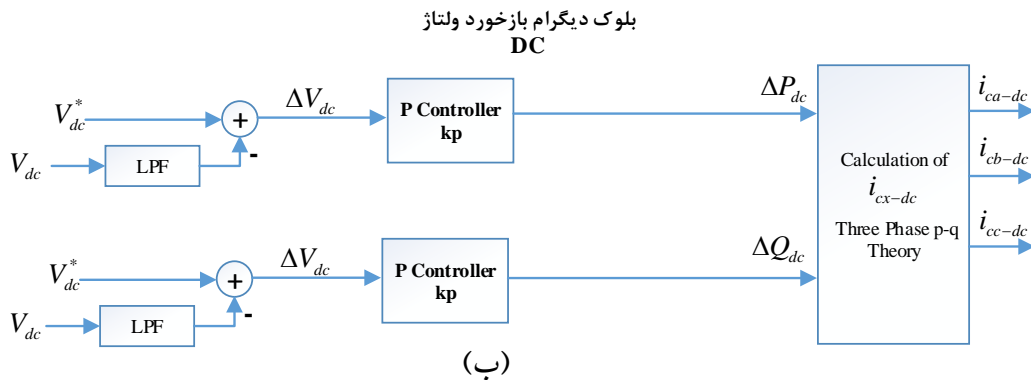 بلوک دیگرام بازخورد ولتاژ
DC
V*dc
ΔVdc
P Controller
kp
ΔPdc
+
-
Vdc
LPF
V*dc
ΔVdc
P Controller
kp
ΔQdc
+
-
Vdc
LPF
Calculation of
icx-dc
Three Phase p-q
Theory
ica-dc
icb-dc
icc-dc
(ب)